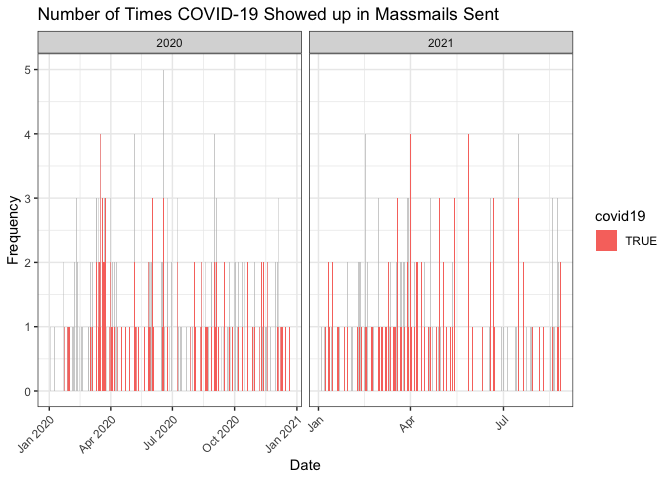 Number of Times COVID-19 Showed up in Massmails Sent
2020
2021
5
4
3
2
1
0
Frequency
Jan 2020
Apr 2020
Jul 2020
Oct 2020
Jan 2021
Jan
Apr
Jul
Date
covid19
TRUE